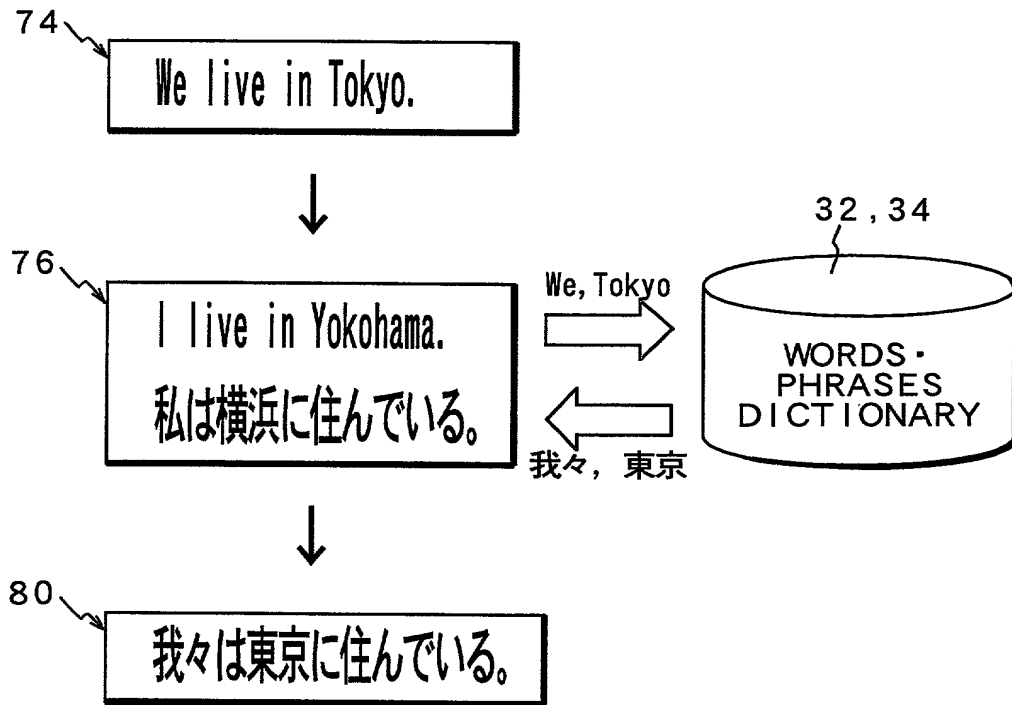 74
We live in Tokyo.
76
I live in Yokohama.
私は横浜に住んでいる。
We,Tokyo
我々, 東京
32,34
WORDS・
PHRASES
DICTIONARY
80
我々は東京に住んでいる。